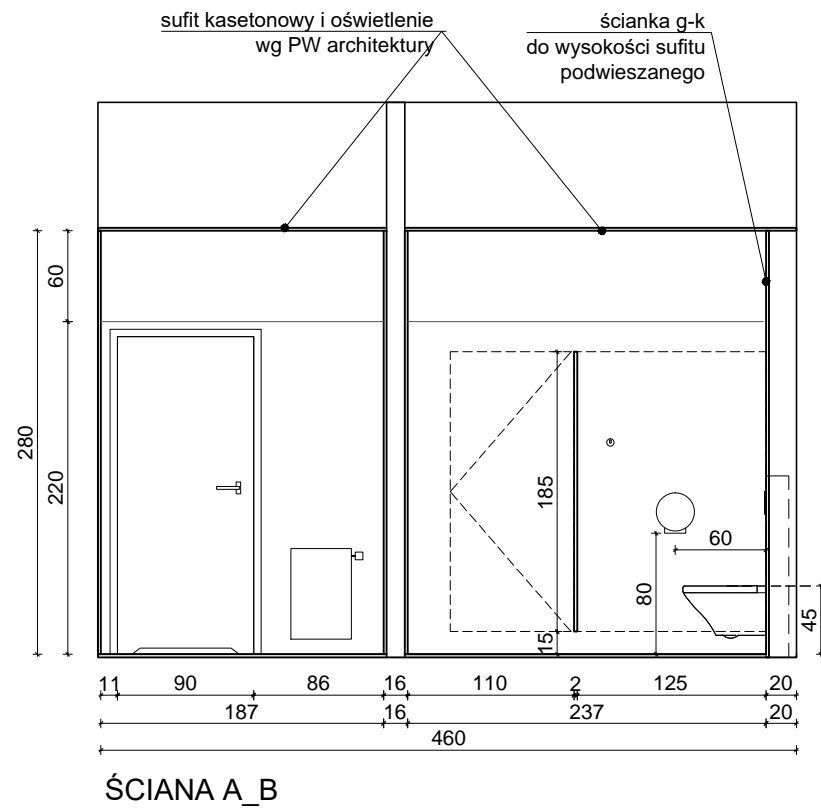 sufit kasetonowy i oświetlenie
wg PW architektury
ścianka g-k
do wysokości sufitu
podwieszanego
60
280
220
185
60
80
15
45
11 90 86 16 110 2 125 20
187 16 237 20
460
ŚCIANA A_B